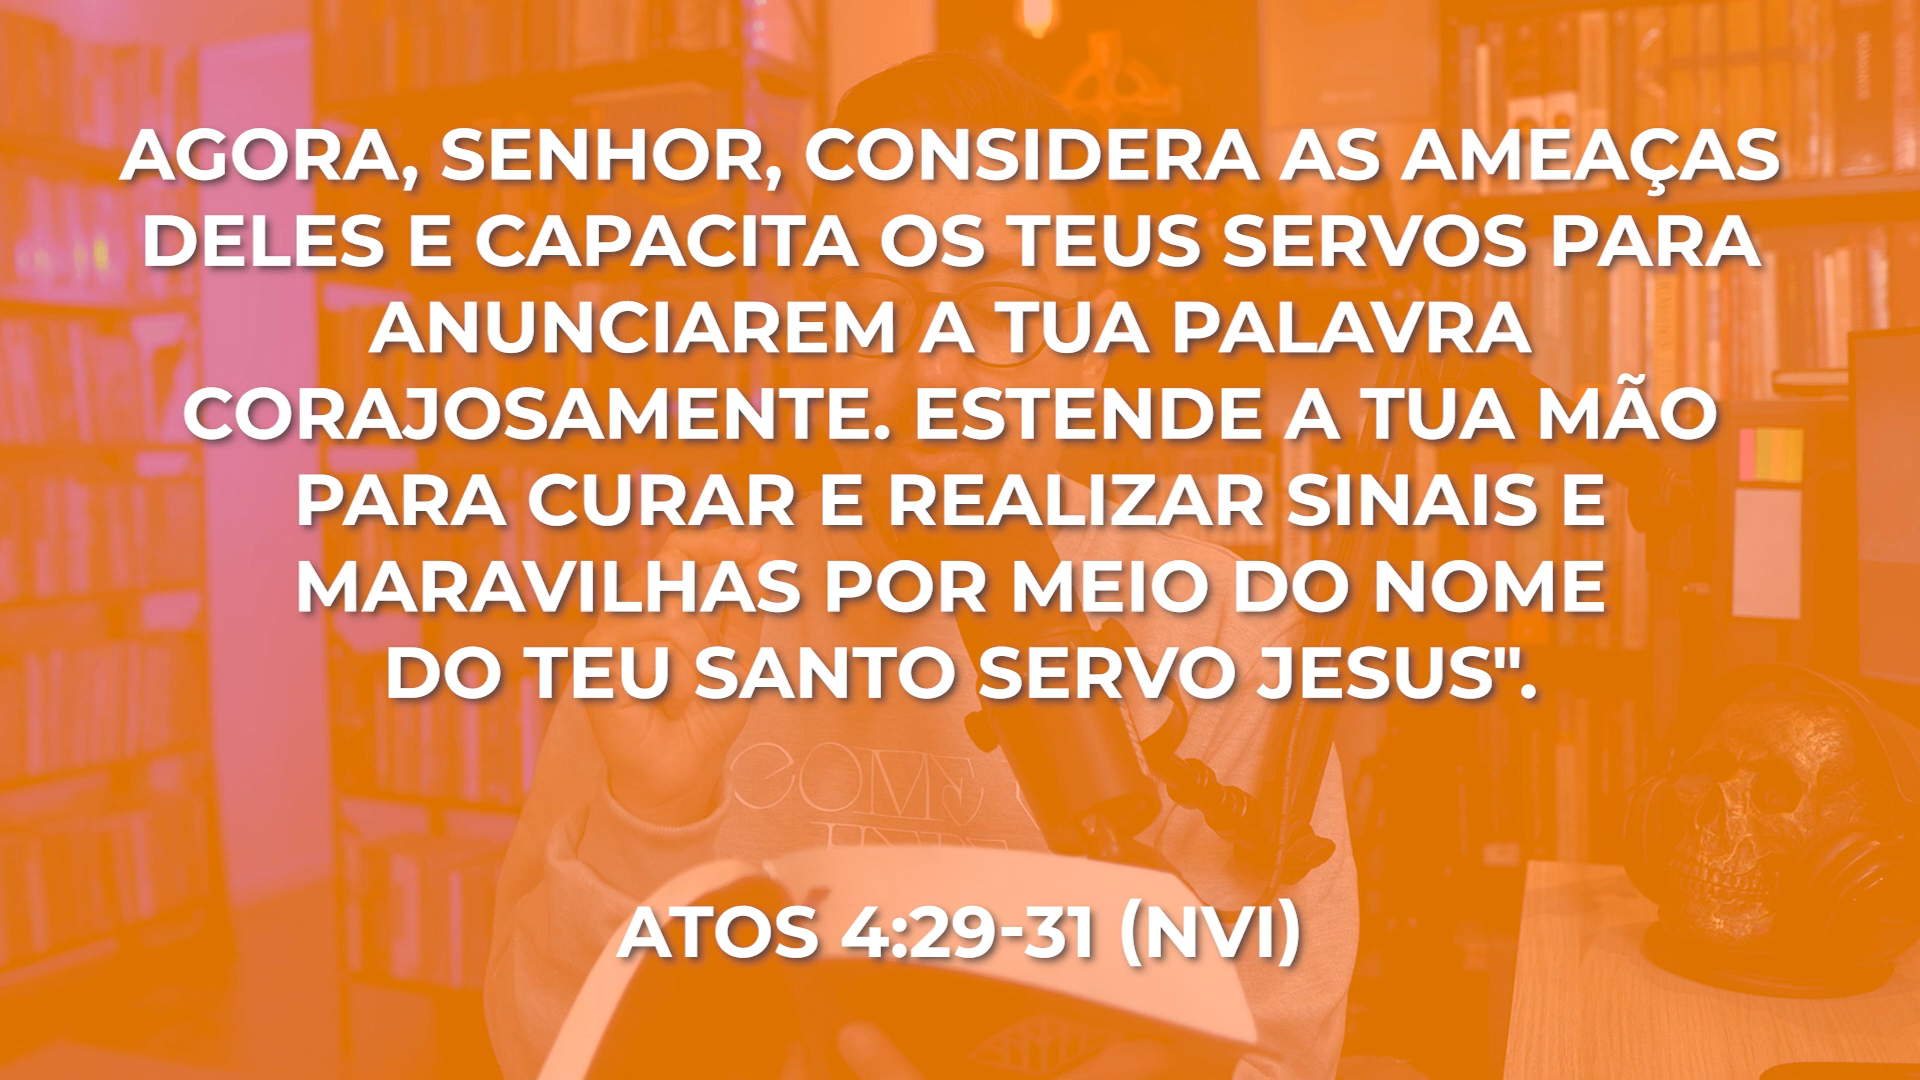 AGORA, SENHOR, CONSIDERA AS AMEAÇAS
DELES E CAPACITA OS TEUS SERVOS PARA
ANUNCIAREM A TUA PALAVRA
CORAJOSAMENTE. ESTENDE A TUA MÃO
PARA CURAR E REALIZAR SINAIS E
MARAVILHAS POR MEIO DO NOME
DO TEU SANTO SERVO JESUS".
COME
ATOS 4:29-31 (NVI)